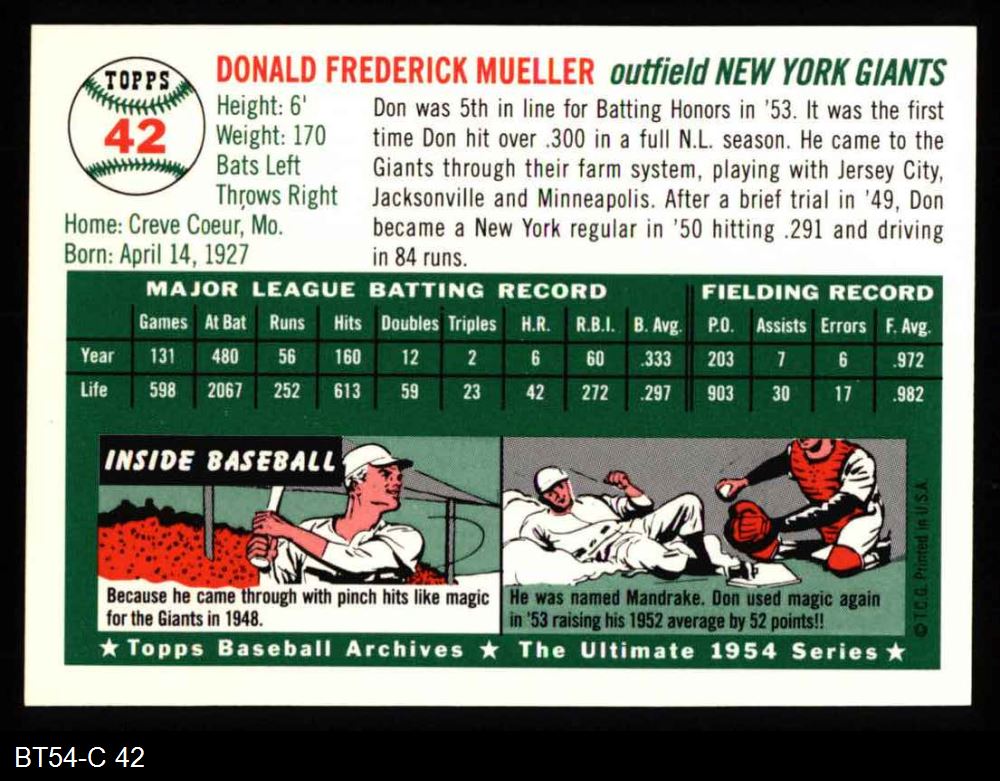 TOPPS
42
DONALD FREDERICK MUELLER outfield NEW YORK GIANTS
Height: 6'
Weight: 170
Bats Left
Throws Right
Home: Creve Coeur, Mo.
Born: April 14, 1927
Don was 5th in line for Batting Honors in '53. It was the first
time Don hit over .300 in a full N.L. season. He came to the
Giants through their farm system, playing with Jersey City,
Jacksonville and Minneapolis. After a brief trial in '49, Don
became a New York regular in '50 hitting .291 and driving
in 84 runs.
MAJOR LEAGUE BATTING RECORD FIELDING RECORD
Games At Bat Runs Hits Doubles Triples H.R. R.B.I. B. Avg. P.O. Assists Errors F. Avg.
Year 131 480 56 160 12 2 6 60 .333 203 7 6 .972
Life 598 2067 252 613 59 23 42 272 .297 903 30 17 .982
INSIDE BASEBALL
Because he came through with pinch hits like magic
for the Giants in 1948.
He was named Mandrake. Don used magic again
in '53 raising his 1952 average by 52 points!!
© T.C.G. Printed in U.S.A.
★ Topps Baseball Archives ★ The Ultimate 1954 Series ★
BT54-C 42